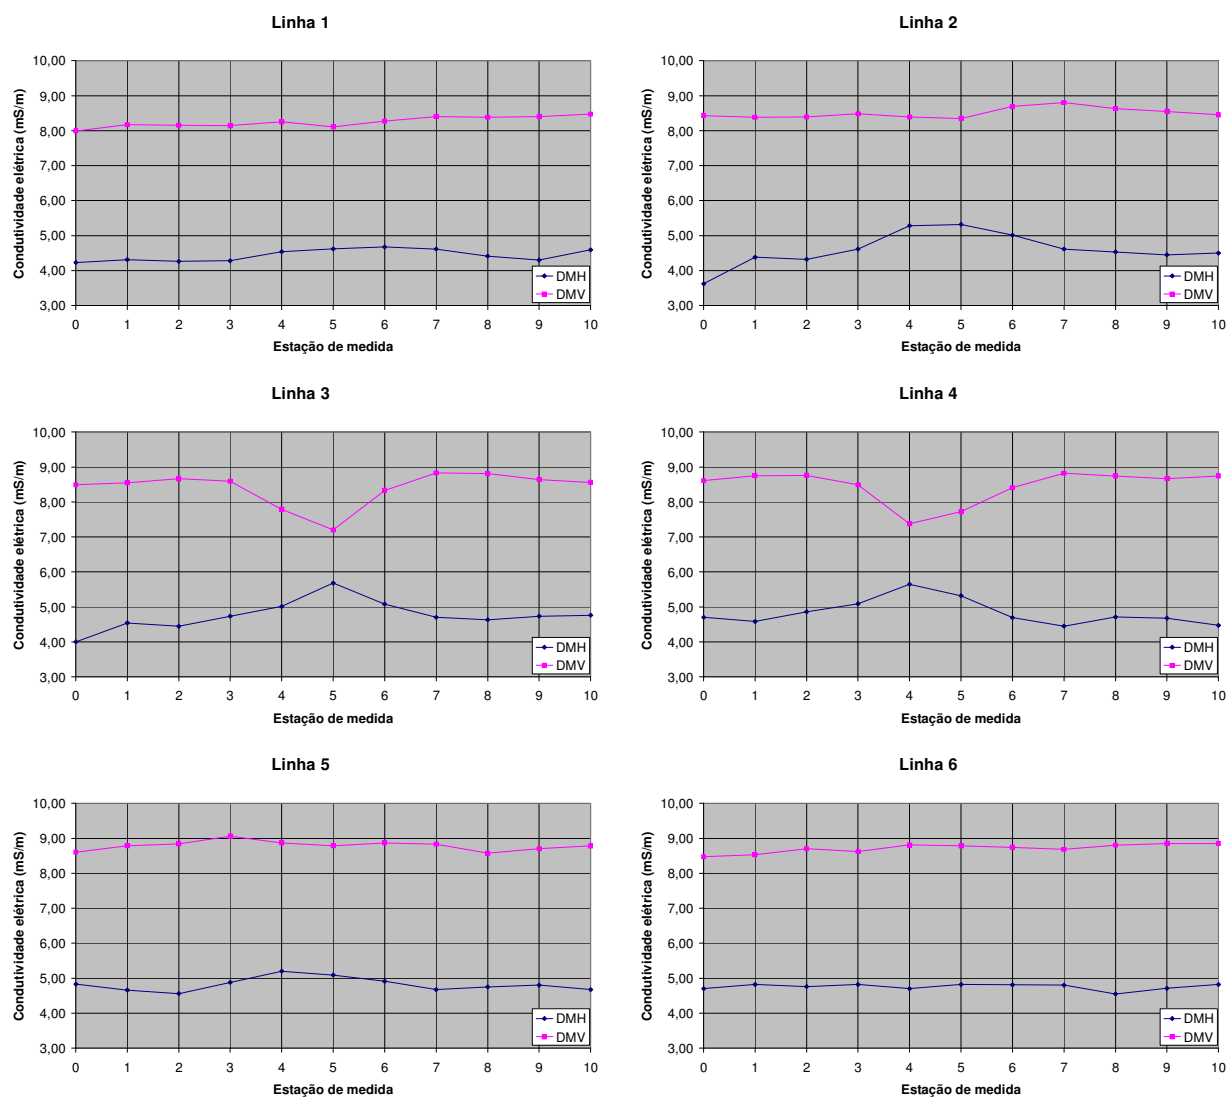 Linha 1
Condutividade elétrica (mS/m)
10,00
9,00
8,00
7,00
6,00
5,00
4,00
3,00
0 1 2 3 4 5 6 7 8 9 10
Estação de medida
DMH
DMV
Linha 2
Condutividade elétrica (mS/m)
10,00
9,00
8,00
7,00
6,00
5,00
4,00
3,00
0 1 2 3 4 5 6 7 8 9 10
Estação de medida
DMH
DMV
Linha 3
Condutividade elétrica (mS/m)
10,00
9,00
8,00
7,00
6,00
5,00
4,00
3,00
0 1 2 3 4 5 6 7 8 9 10
Estação de medida
DMH
DMV
Linha 4
Condutividade elétrica (mS/m)
10,00
9,00
8,00
7,00
6,00
5,00
4,00
3,00
0 1 2 3 4 5 6 7 8 9 10
Estação de medida
DMH
DMV
Linha 5
Condutividade elétrica (mS/m)
10,00
9,00
8,00
7,00
6,00
5,00
4,00
3,00
0 1 2 3 4 5 6 7 8 9 10
Estação de medida
DMH
DMV
Linha 6
Condutividade elétrica (mS/m)
10,00
9,00
8,00
7,00
6,00
5,00
4,00
3,00
0 1 2 3 4 5 6 7 8 9 10
Estação de medida
DMH
DMV